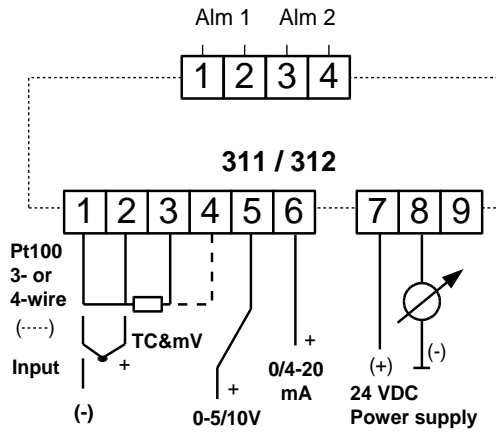 Alm 1 Alm 2
1 2 3 4
311 / 312
1 2 3 4 5 6 7 8 9
Pt100
3- or
4-wire
(-----)
TC&mV
Input
+
(-)
+
0-5/10V
+
0/4-20
mA
(+)
(-)
24 VDC
Power supply